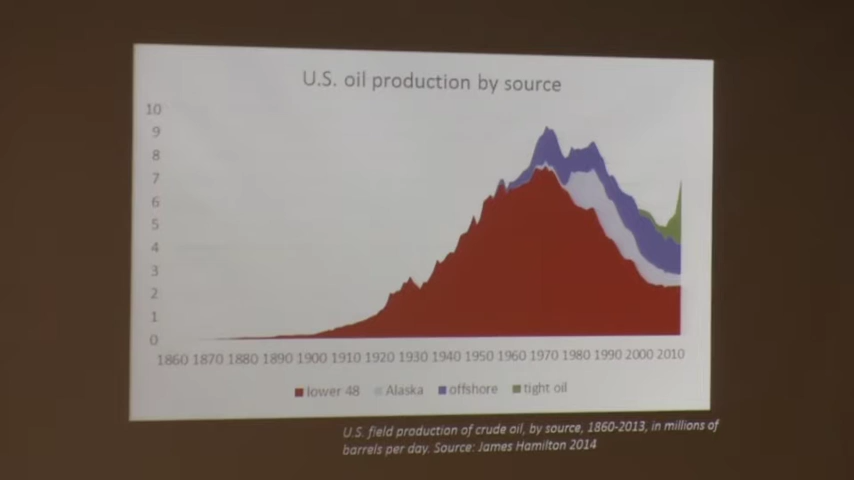 U.S. oil production by source
10
9
8
7
6
5
4
3
2
1
0
1860 1870 1880 1890 1900 1910 1920 1930 1940 1950 1960 1970 1980 1990 2000 2010
lower 48 Alaska offshore tight oil
U.S. field production of crude oil, by source, 1860-2013, in millions of
barrels per day. Source: James Hamilton 2014